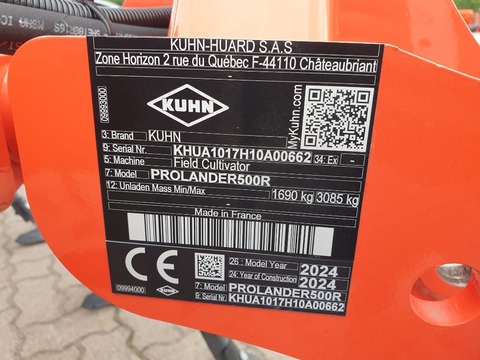 KUHN-HUARD S.A.S
Zone Horizon 2 rue du Québec F-44110 Châteaubriant
09993000
KUHN
MyKuhn.com
3: Brand KUHN
9: Serial Nr. KHUA1017H10A00662 34: Ex -
5: Machine Field Cultivator
7: Model PROLANDER500R
12: Unladen Mass Min/Max 1690 kg 3085 kg
Made in France
CE
26: Model Year 2024
24: Year of Construction 2024
09994000
KUHN
7: Model PROLANDER500R
9: Serial Nr. KHUA1017H10A00662